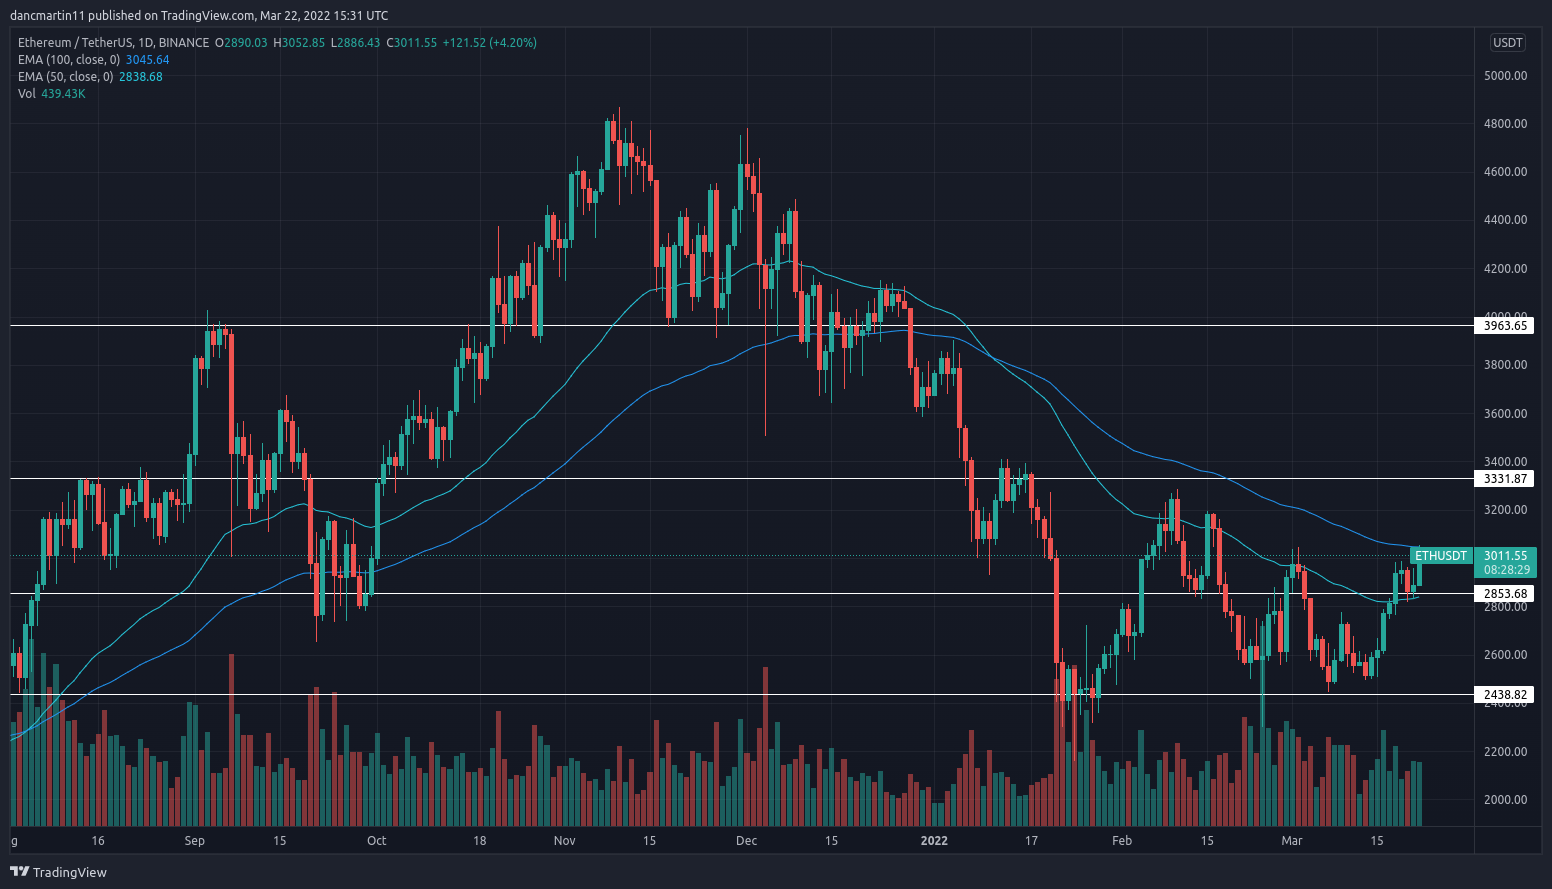 dancmartin11 published on TradingView.com, Mar 22, 2022 15:31 UTC
Ethereum / TetherUS, 1D, BINANCE O2890.03 H3052.85 L2886.43 C3011.55 +121.52 (+4.20%)
EMA (100, close, 0) 3045.64
EMA (50, close, 0) 2838.68
Vol 439.43K
USDT
5000.00
4800.00
4600.00
4400.00
4200.00
4000.00
3963.65
3800.00
3600.00
3400.00
3331.87
3200.00
ETHUSDT 3011.55
08:28:29
2853.68
2800.00
2600.00
2438.82
2400.00
2200.00
2000.00
g 16 Sep 15 Oct 18 Nov 15 Dec 15 2022 17 Feb 15 Mar 15
TradingView